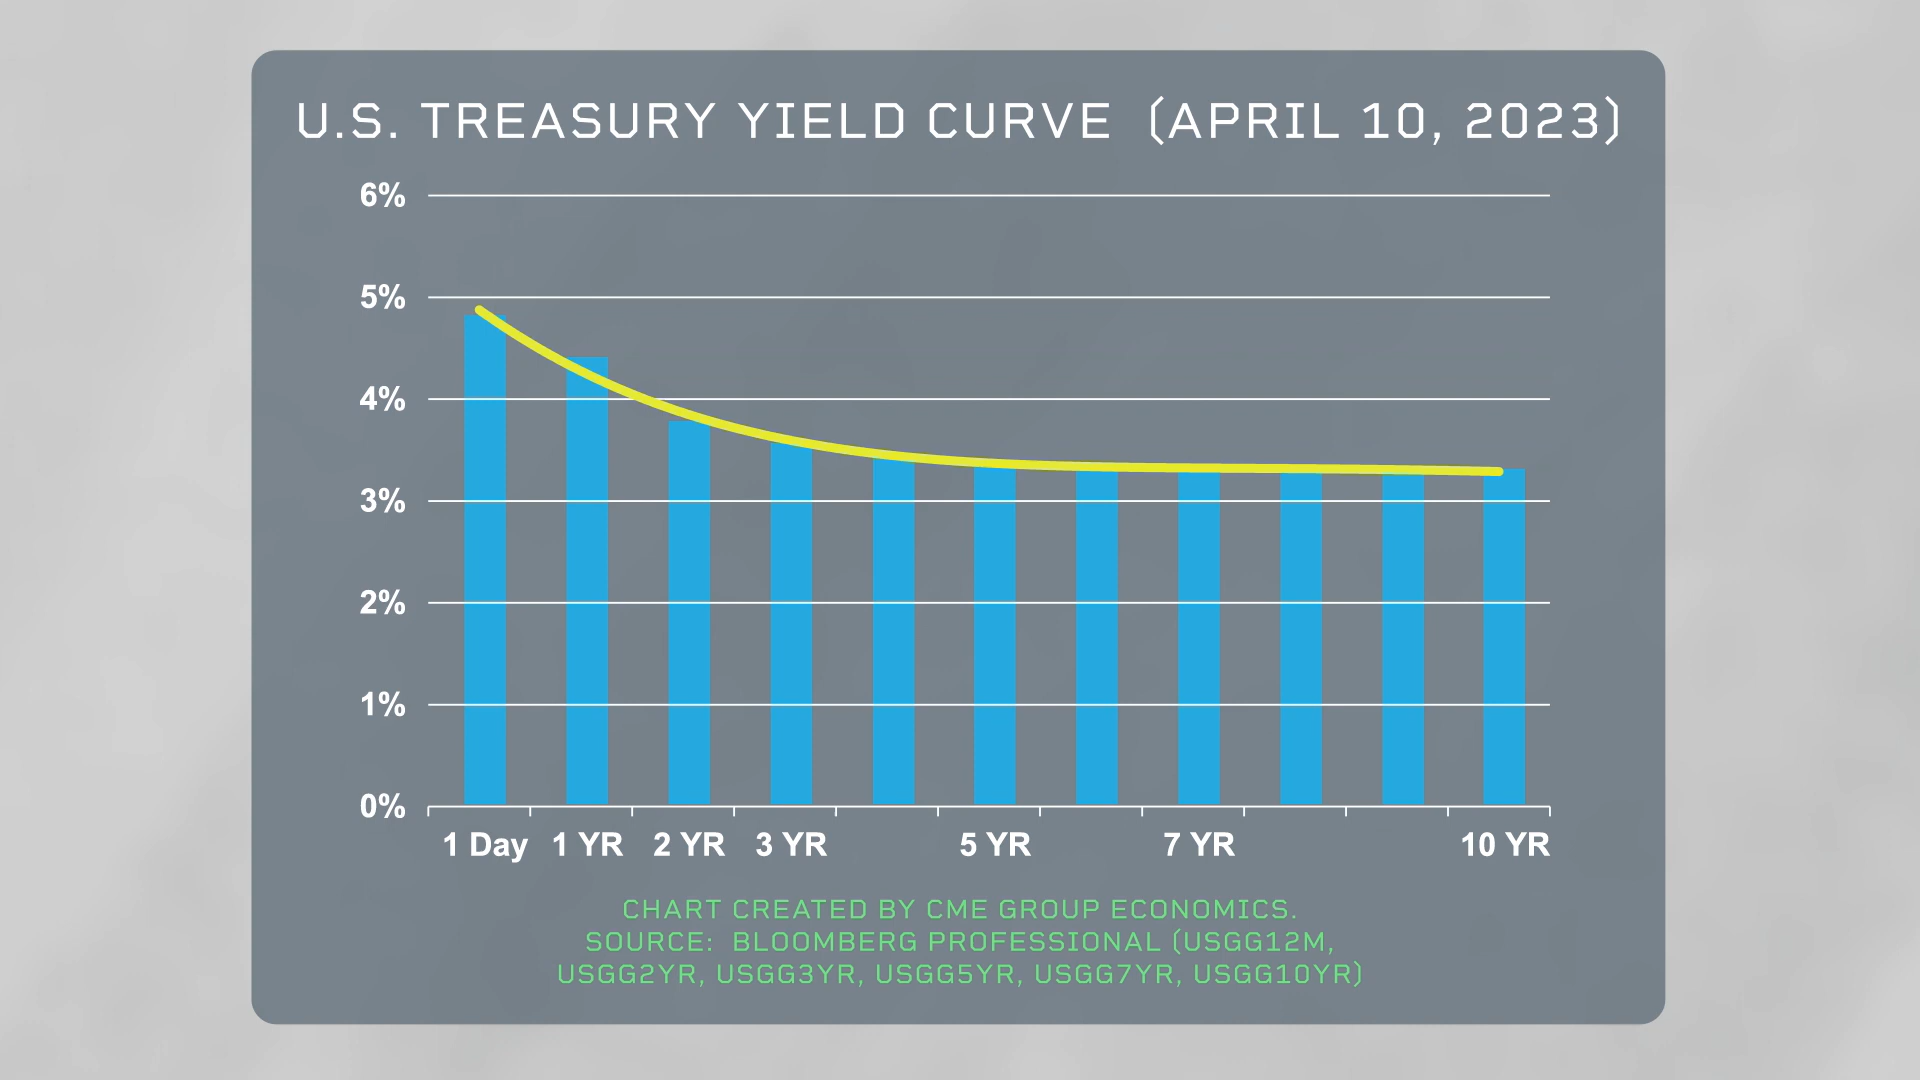 U.S. TREASURY YIELD CURVE (APRIL 10, 2023)
6%
5%
4%
3%
2%
1%
0%
1 Day 1 YR 2 YR 3 YR 5 YR 7 YR 10 YR
CHART CREATED BY CME GROUP ECONOMICS.
SOURCE: BLOOMBERG PROFESSIONAL (USGG12M,
USGG2YR, USGG3YR, USGG5YR, USGG7YR, USGG10YR)